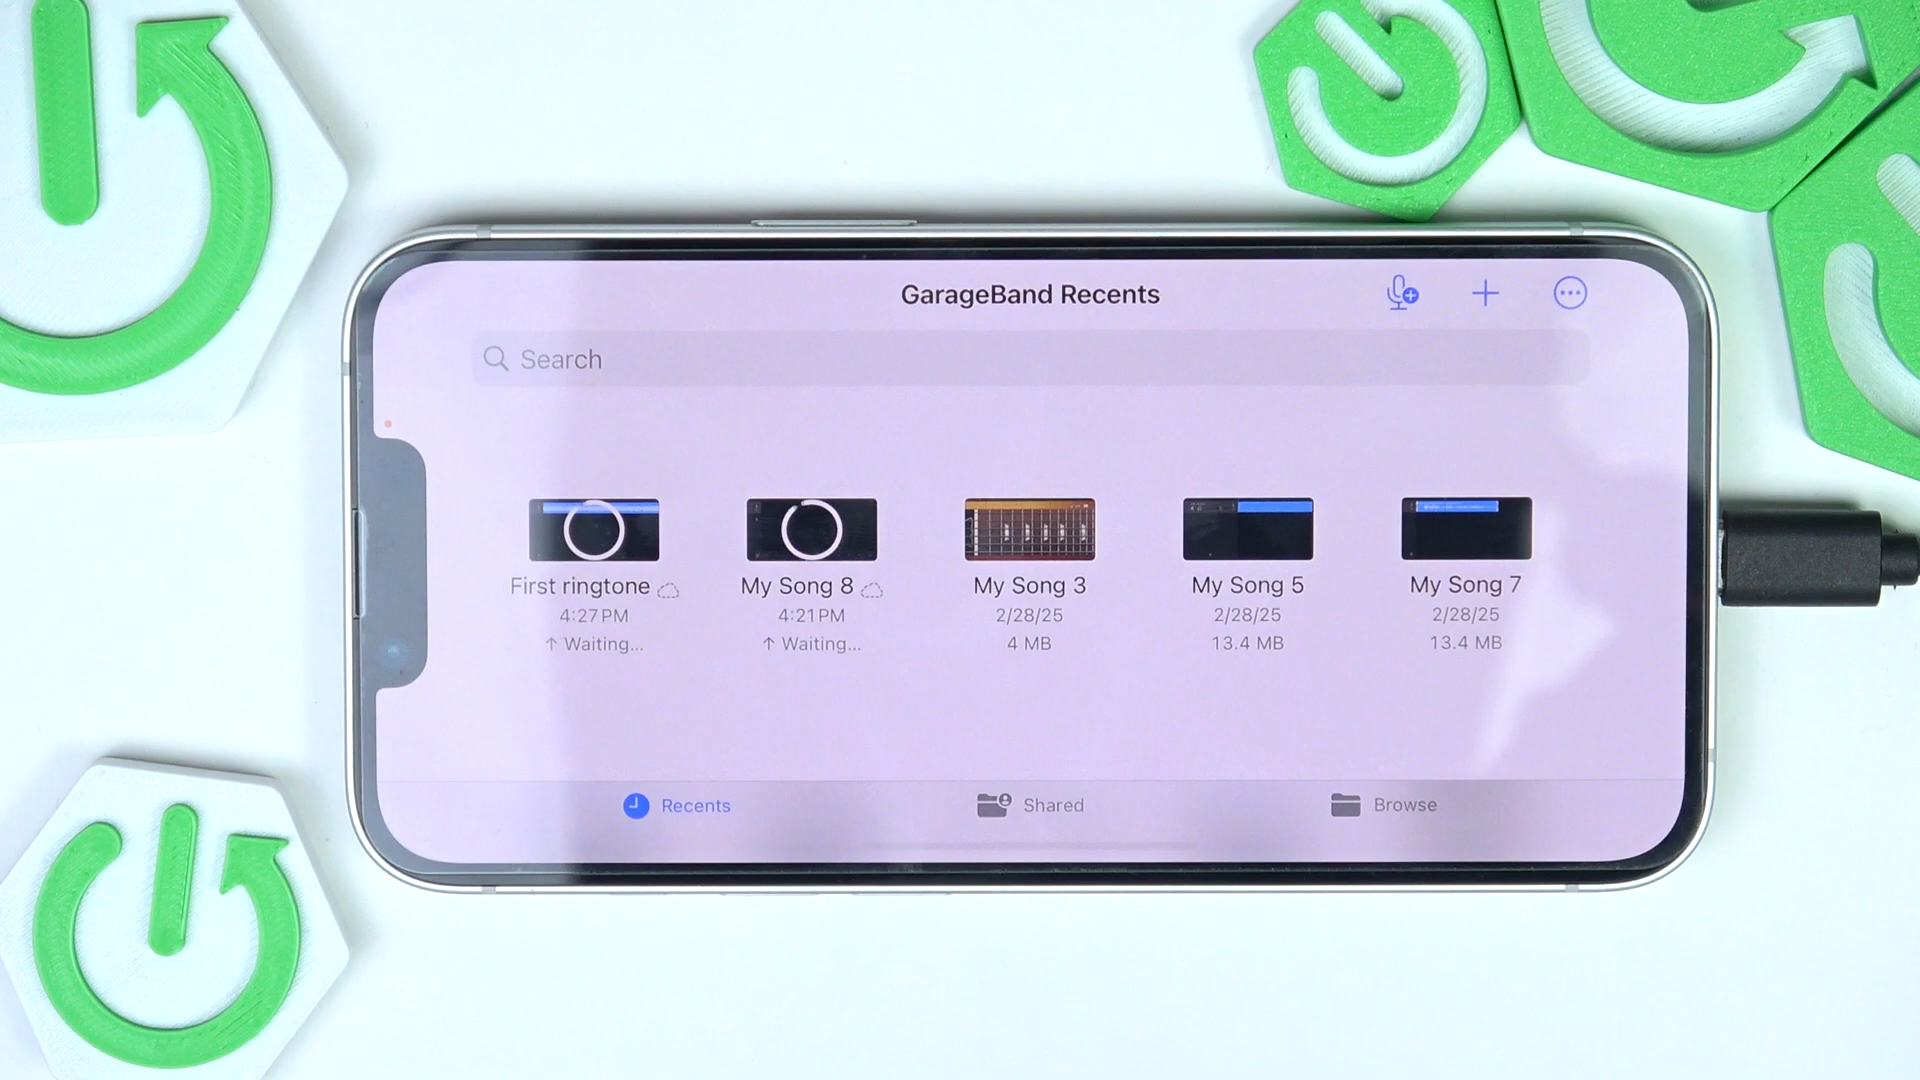 GarageBand Recents
Search
First ringtone
4:27 PM
↑ Waiting...
My Song 8
4:21 PM
↑ Waiting...
My Song 3
2/28/25
4 MB
My Song 5
2/28/25
13.4 MB
My Song 7
2/28/25
13.4 MB
Recents
Shared
Browse